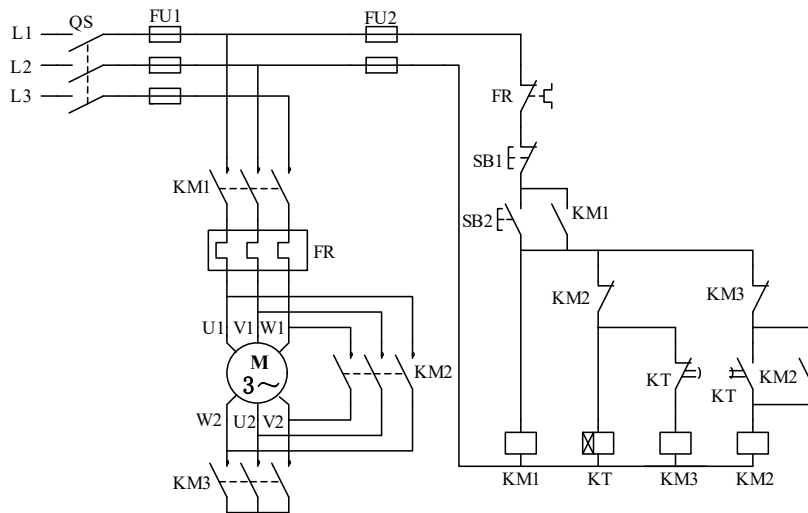 QS FU1 FU2
L1
L2
L3
FR
SB1
KM1
SB2 KM1
FR
KM2 KM3
U1 V1 W1
M
3～
KM2
KT KT KM2
W2 U2 V2
KM3
KM1 KT KM3 KM2